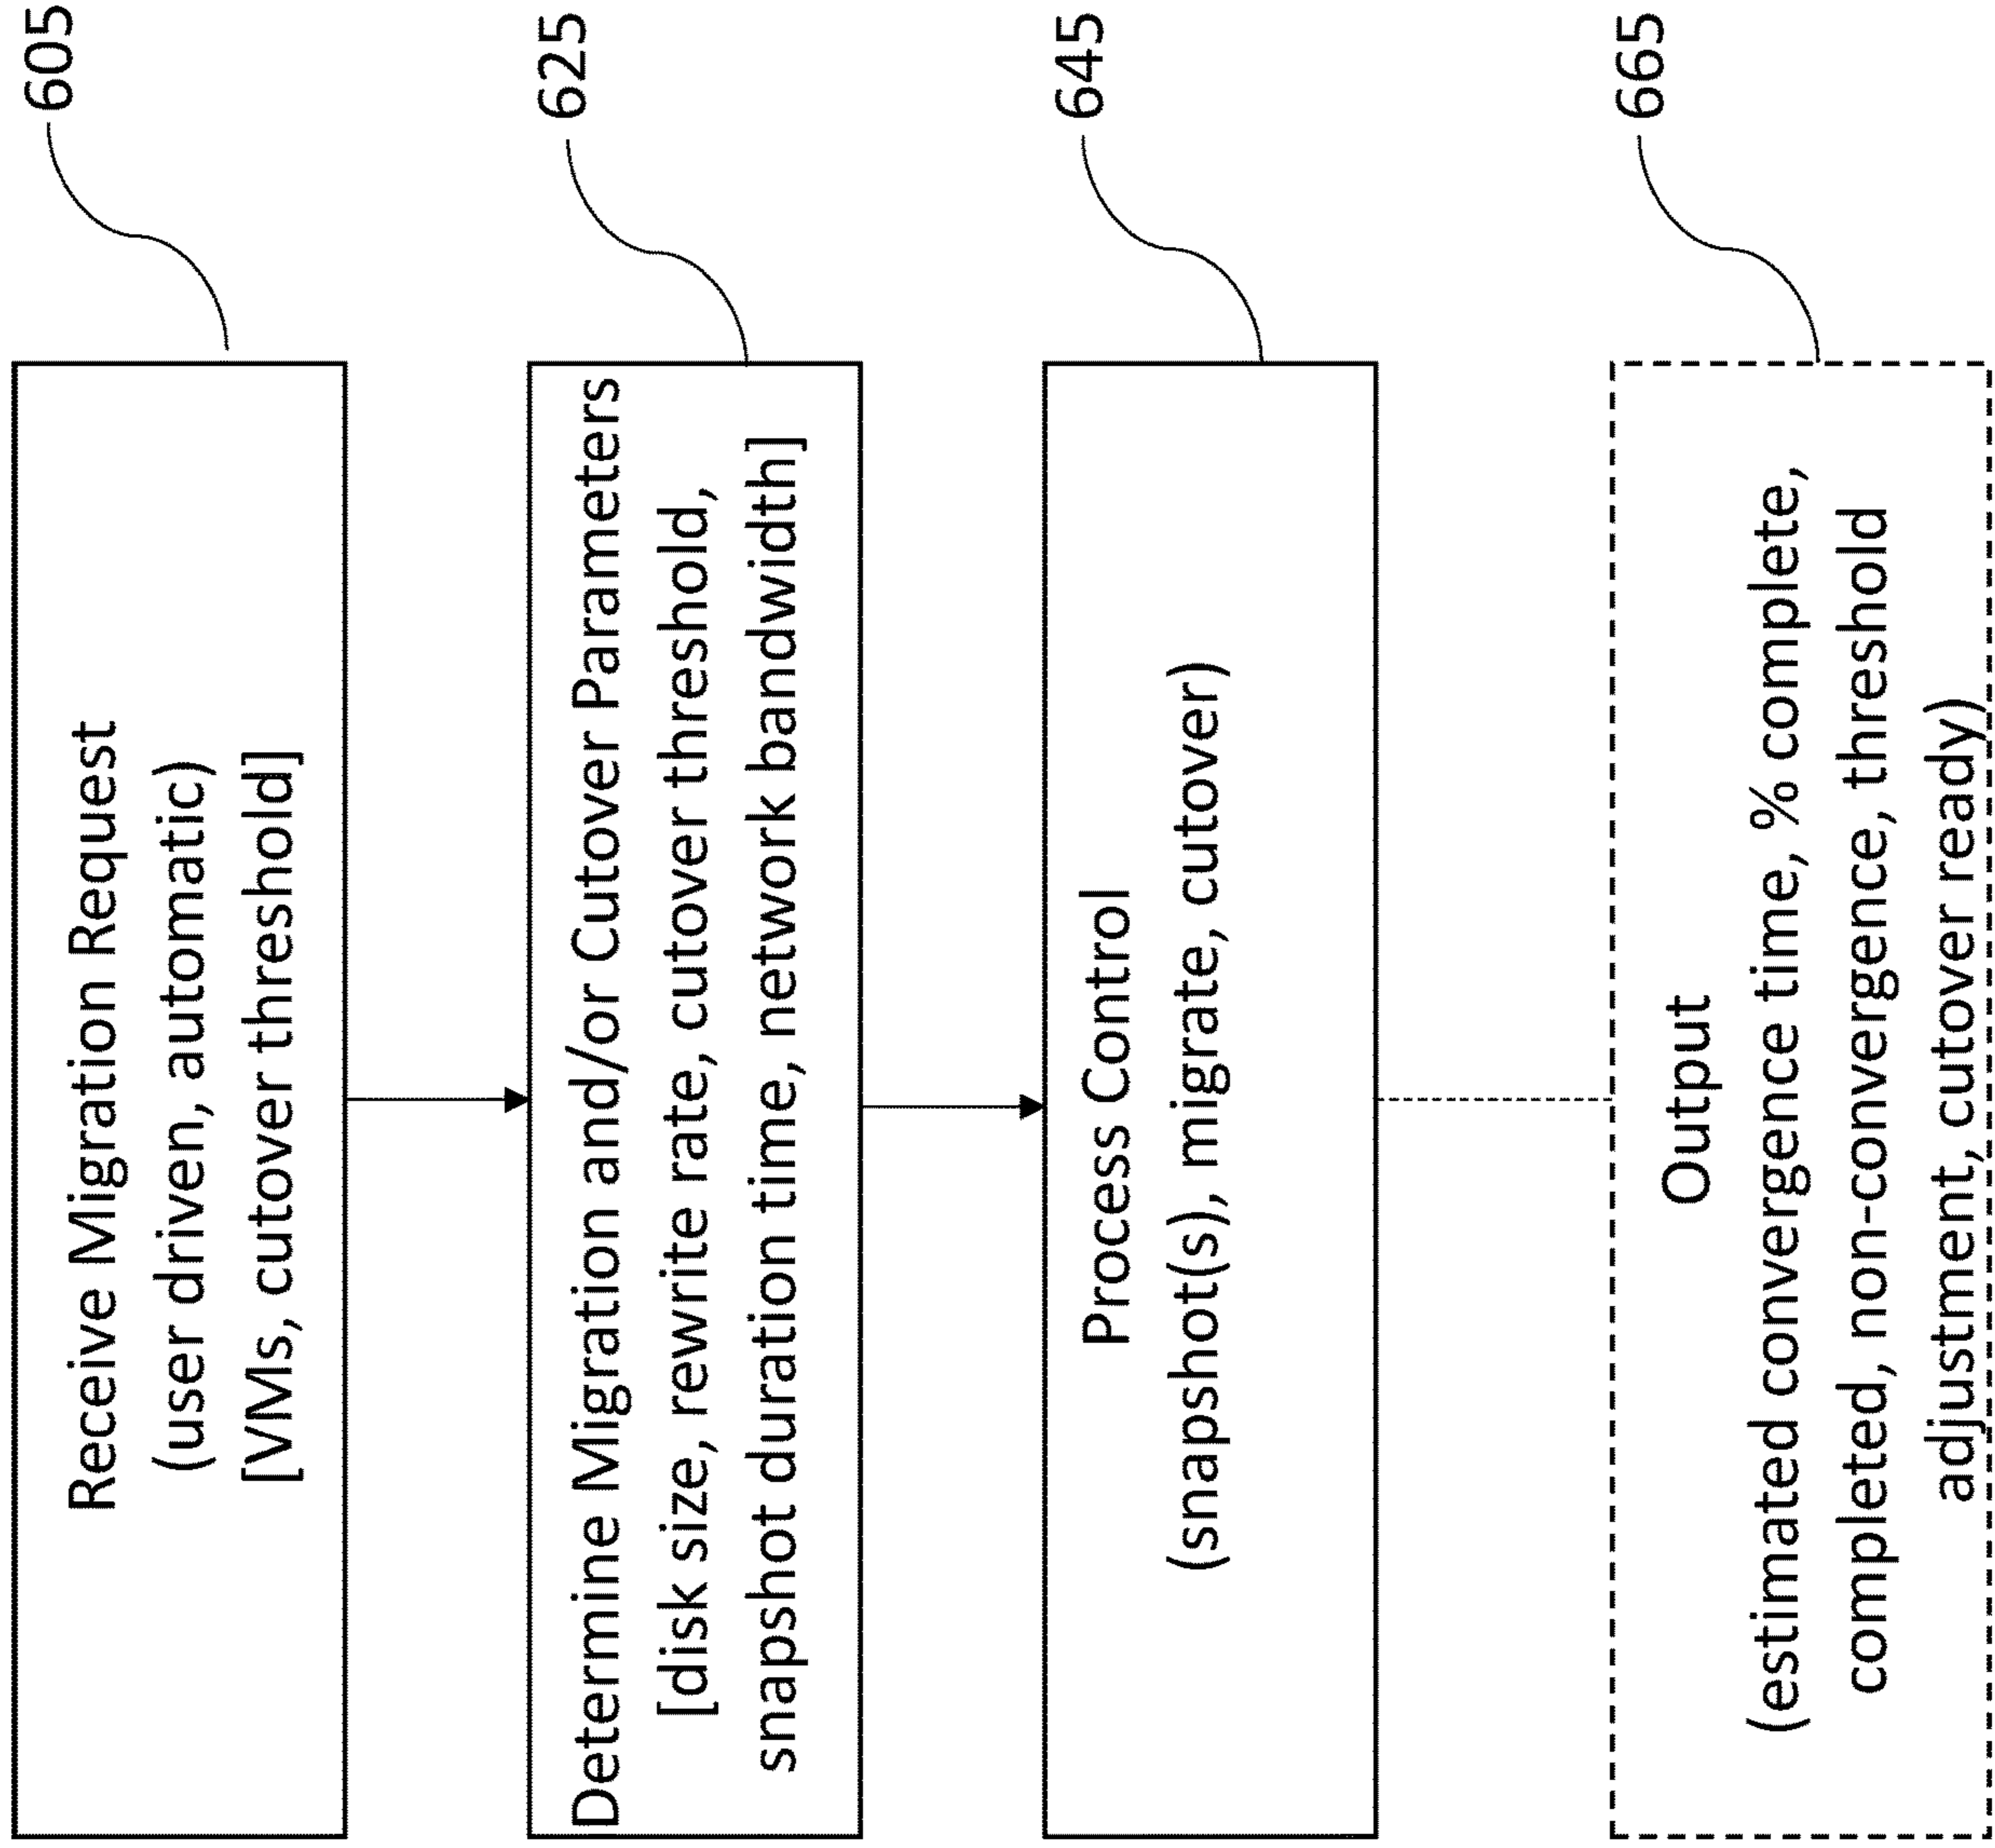 Receive Migration Request
(user driven, automatic)
[VMs, cutover threshold]
605
Determine Migration and/or Cutover Parameters
[disk size, rewrite rate, cutover threshold,
snapshot duration time, network bandwidth]
625
Process Control
(snapshot(s), migrate, cutover)
645
Output
(estimated convergence time, % complete,
completed, non-convergence, threshold
adjustment, cutover ready)
665